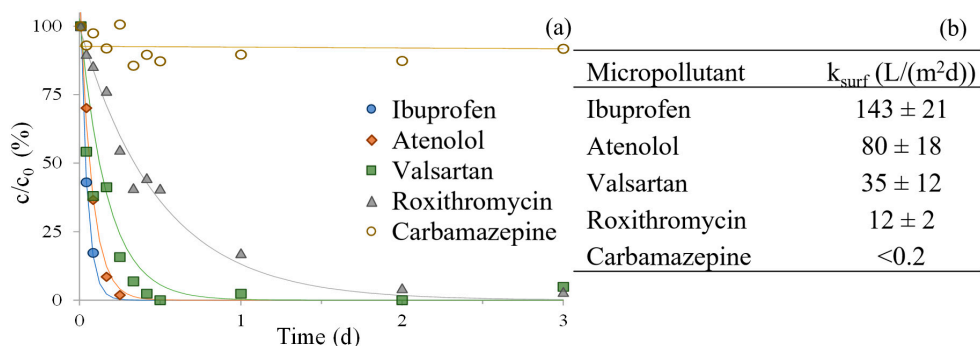 (a)
100
75
50
25
0
c/c0 (%)
Ibuprofen
Atenolol
Valsartan
Roxithromycin
Carbamazepine
0 1 2 3
Time (d)
(b)
Micropollutant ksurf (L/(m2d))
Ibuprofen 143 ± 21
Atenolol 80 ± 18
Valsartan 35 ± 12
Roxithromycin 12 ± 2
Carbamazepine <0.2